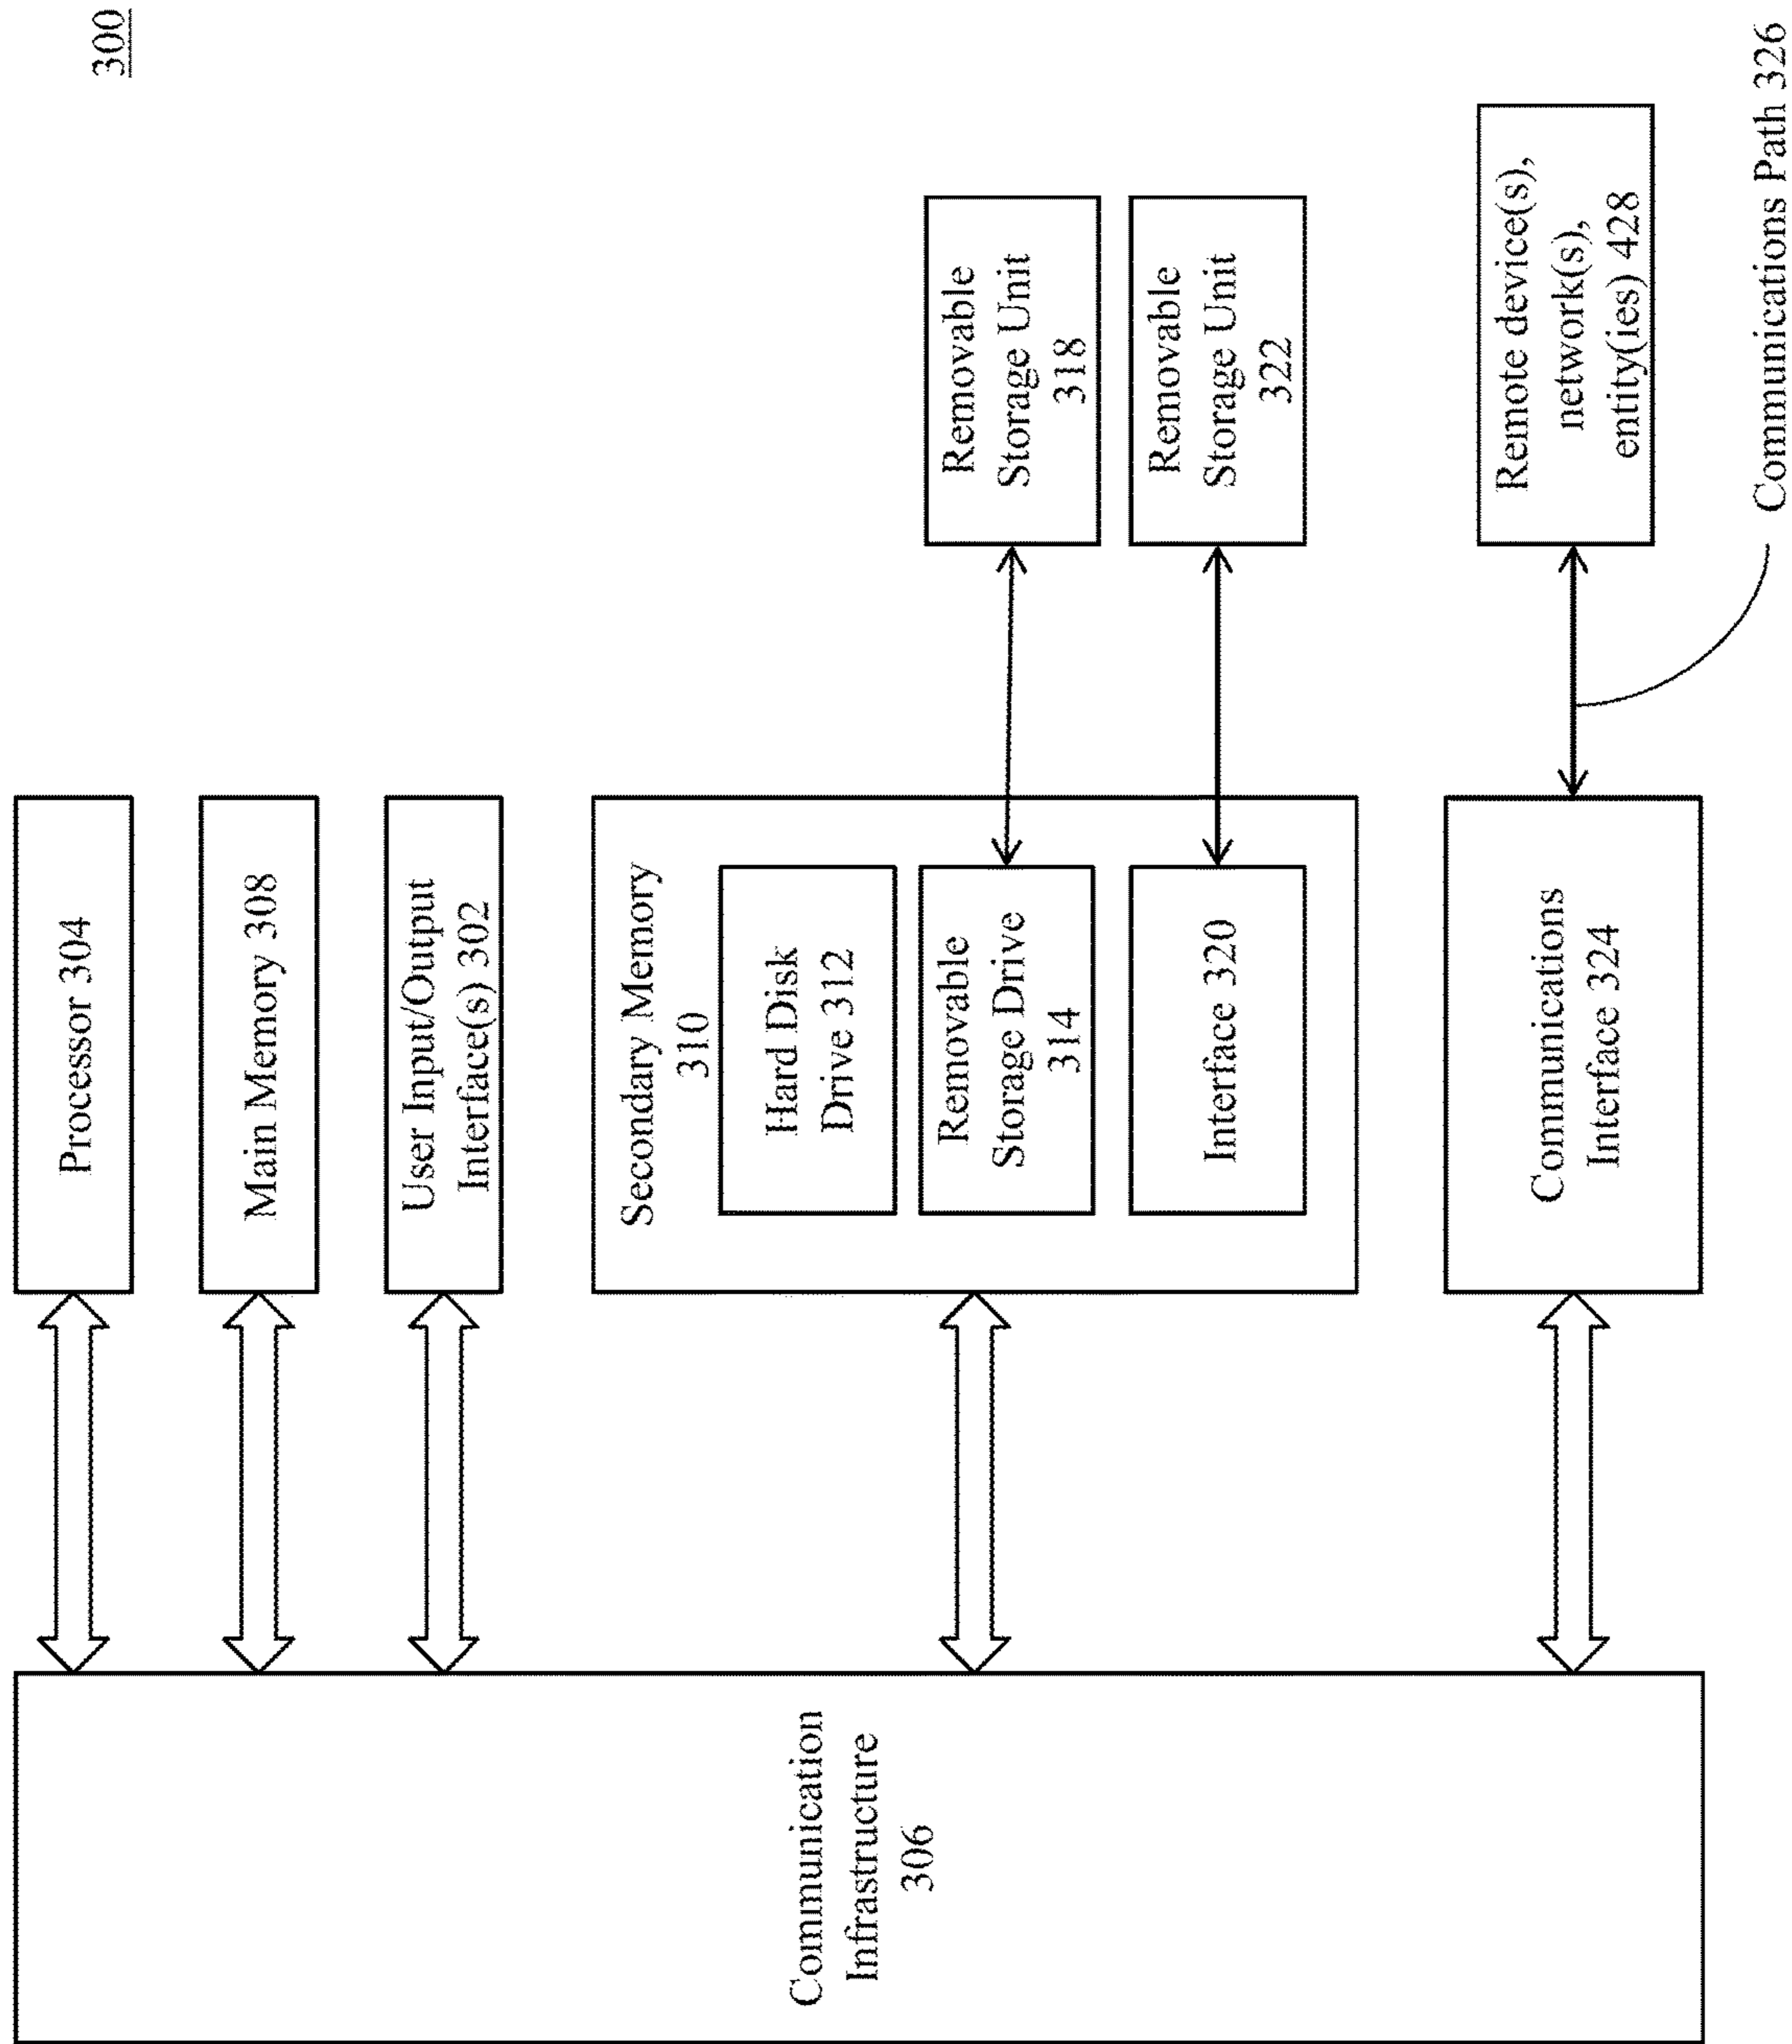 300
Processor 304
Main Memory 308
User Input/Output
Interface(s) 302
Communication
Infrastructure
306
Secondary Memory
310
Hard Disk
Drive 312
Removable
Storage Drive
314
Interface 320
Removable
Storage Unit
318
Removable
Storage Unit
322
Communications
Interface 324
Remote device(s),
network(s),
entity(ies) 428
Communications Path 326